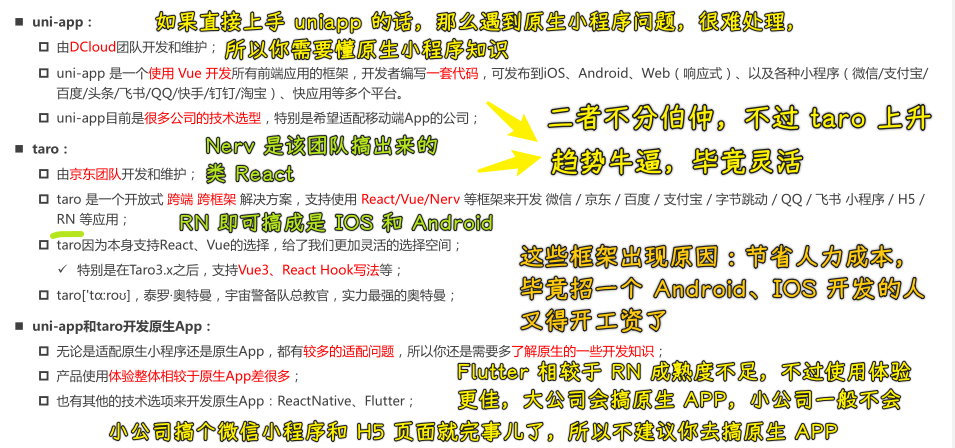 uni-app：
如果直接上手 uniapp 的话，那么遇到原生小程序问题，很难处理，
由DCloud团队开发和维护；
所以你需要懂原生小程序知识
uni-app 是一个使用 Vue 开发所有前端应用的框架，开发者编写一套代码，可发布到iOS、Android、Web（响应式）、以及各种小程序（微信/支付宝/
百度/头条/飞书/QQ/快手/钉钉/淘宝）、快应用等多个平台。
uni-app目前是很多公司的技术选型，特别是希望适配移动端App的公司；
二者不分伯仲，不过 taro 上升
趋势牛逼，毕竟灵活
taro：
Nerv 是该团队搞出来的
类 React
由京东团队开发和维护；
taro 是一个开放式 跨端 跨框架 解决方案，支持使用 React/Vue/Nerv 等框架来开发 微信 / 京东 / 百度 / 支付宝 / 字节跳动 / QQ / 飞书 小程序 / H5 /
RN 等应用；
RN 即可搞成是 IOS 和 Android
taro因为本身支持React、Vue的选择，给了我们更加灵活的选择空间；
✓ 特别是在Taro3.x之后，支持Vue3、React Hook写法等；
taro['tɑ:roʊ]，泰罗·奥特曼，宇宙警备队总教官，实力最强的奥特曼；
这些框架出现原因：节省人力成本，
毕竟招一个 Android、IOS 开发的人
又得开工资了
uni-app和taro开发原生App：
无论是适配原生小程序还是原生App，都有较多的适配问题，所以你还是需要多了解原生的一些开发知识；
产品使用体验整体相较于原生App差很多；
也有其他的技术选项来开发原生App：ReactNative、Flutter；
Flutter 相较于 RN 成熟度不足，不过使用体验
更佳，大公司会搞原生 APP，小公司一般不会
小公司搞个微信小程序和 H5 页面就完事儿了，所以不建议你去搞原生 APP